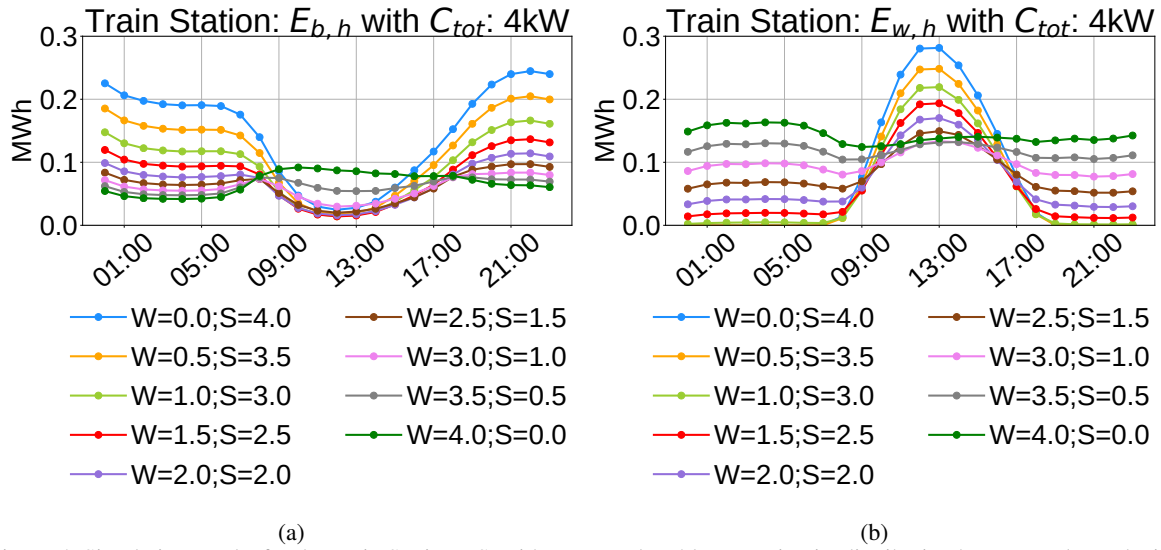 Train Station: E_{b,h} with C_{tot}: 4kW
0.3
0.2
0.1
0.0
MWh
01:00 05:00 09:00 13:00 17:00 21:00
W=0.0;S=4.0
W=0.5;S=3.5
W=1.0;S=3.0
W=1.5;S=2.5
W=2.0;S=2.0
W=2.5;S=1.5
W=3.0;S=1.0
W=3.5;S=0.5
W=4.0;S=0.0
(a)
Train Station: E_{w,h} with C_{tot}: 4kW
0.3
0.2
0.1
0.0
MWh
01:00 05:00 09:00 13:00 17:00 21:00
W=0.0;S=4.0
W=0.5;S=3.5
W=1.0;S=3.0
W=1.5;S=2.5
W=2.0;S=2.0
W=2.5;S=1.5
W=3.0;S=1.0
W=3.5;S=0.5
W=4.0;S=0.0
(b)